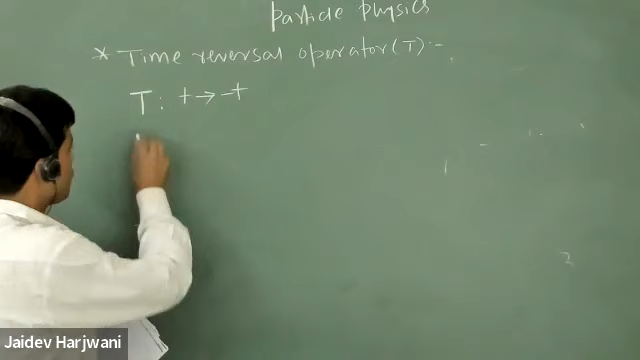 Particle Physics
* Time reversal operator (T) :-
T : t → -t
Jaidev Harjwani